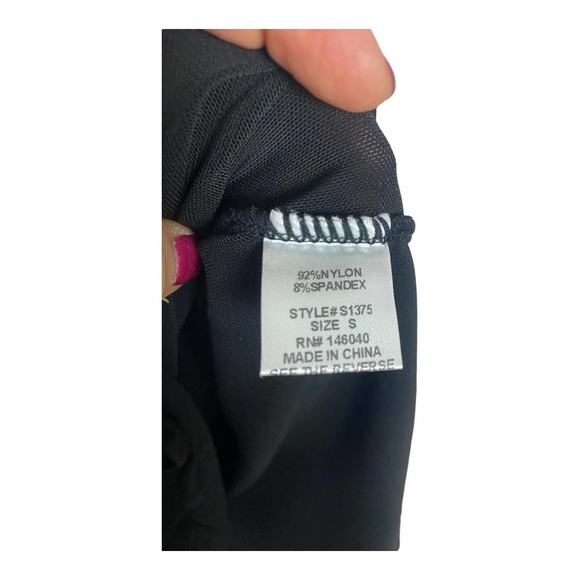 92%NYLON
8%SPANDEX
STYLE# S1375
SIZE S
RN# 146040
MADE IN CHINA
SEE THE REVERSE